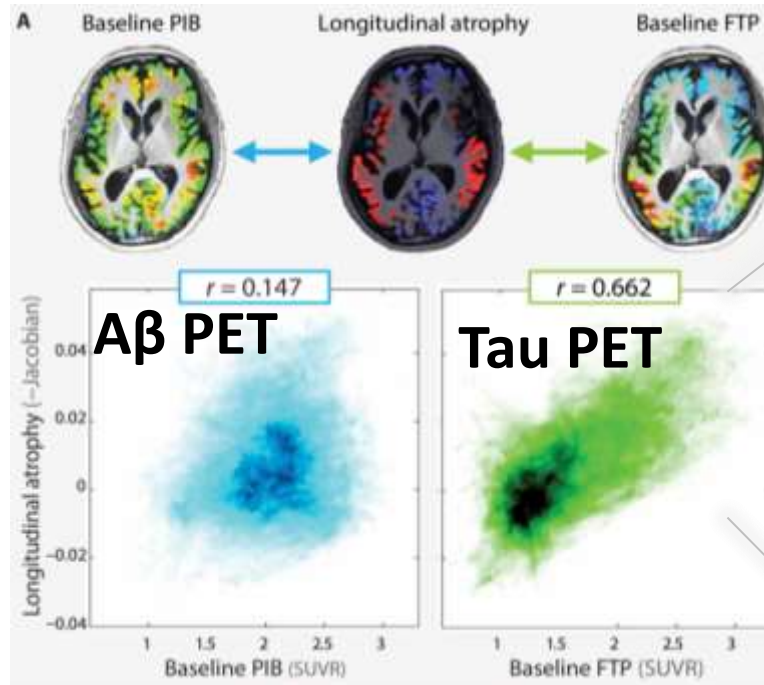 A
Baseline PIB
Longitudinal atrophy
Baseline FTP
r = 0.147
r = 0.662
Aβ PET
Tau PET
Longitudinal atrophy (−Jacobian)
0.04
0.02
0
−0.02
−0.04
1 1.5 2 2.5 3
1 1.5 2 2.5 3
Baseline PIB (SUVR)
Baseline FTP (SUVR)